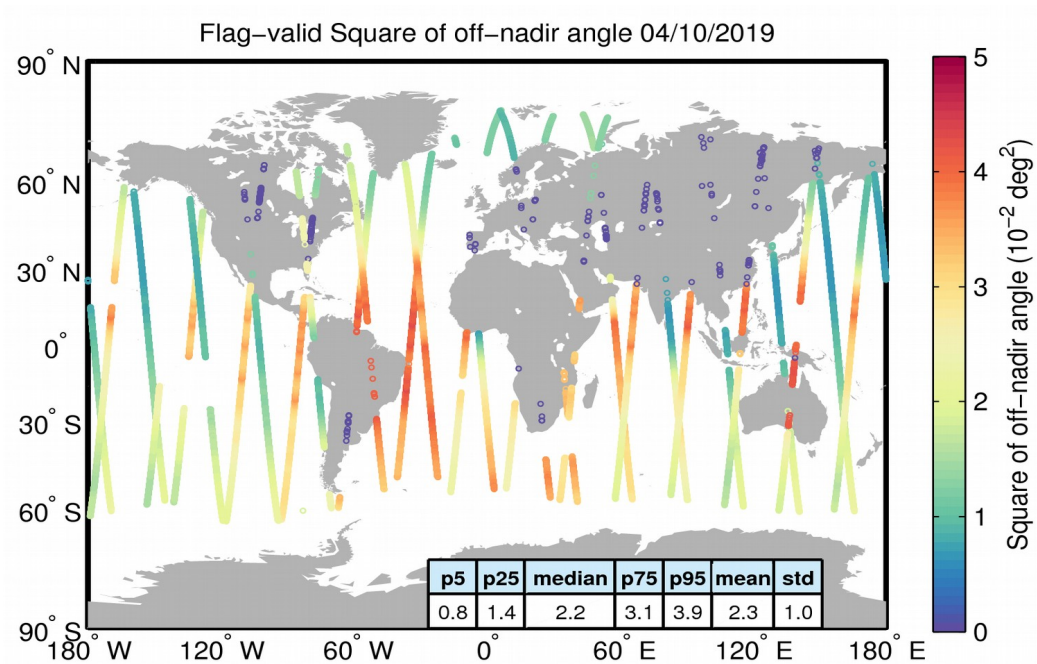 Flag−valid Square of off−nadir angle 04/10/2019
90° N
60° N
30° N
0°
30° S
60° S
90° S
180° W
120° W
60° W
0°
60° E
120° E
180° E
p5 p25 median p75 p95 mean std
0.8 1.4 2.2 3.1 3.9 2.3 1.0
5
4
3
2
1
0
Square of off−nadir angle (10⁻² deg²)